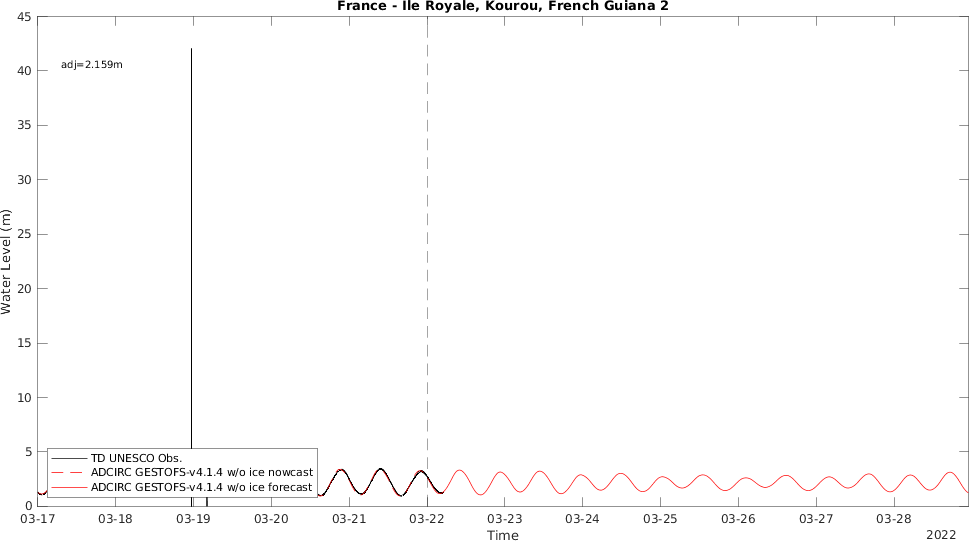 France - Ile Royale, Kourou, French Guiana 2
45
adj=2.159m
40
35
30
25
20
15
10
5
0
Water Level (m)
TD UNESCO Obs.
ADCIRC GESTOFS-v4.1.4 w/o ice nowcast
ADCIRC GESTOFS-v4.1.4 w/o ice forecast
03-17 03-18 03-19 03-20 03-21 03-22 03-23 03-24 03-25 03-26 03-27 03-28
Time
2022